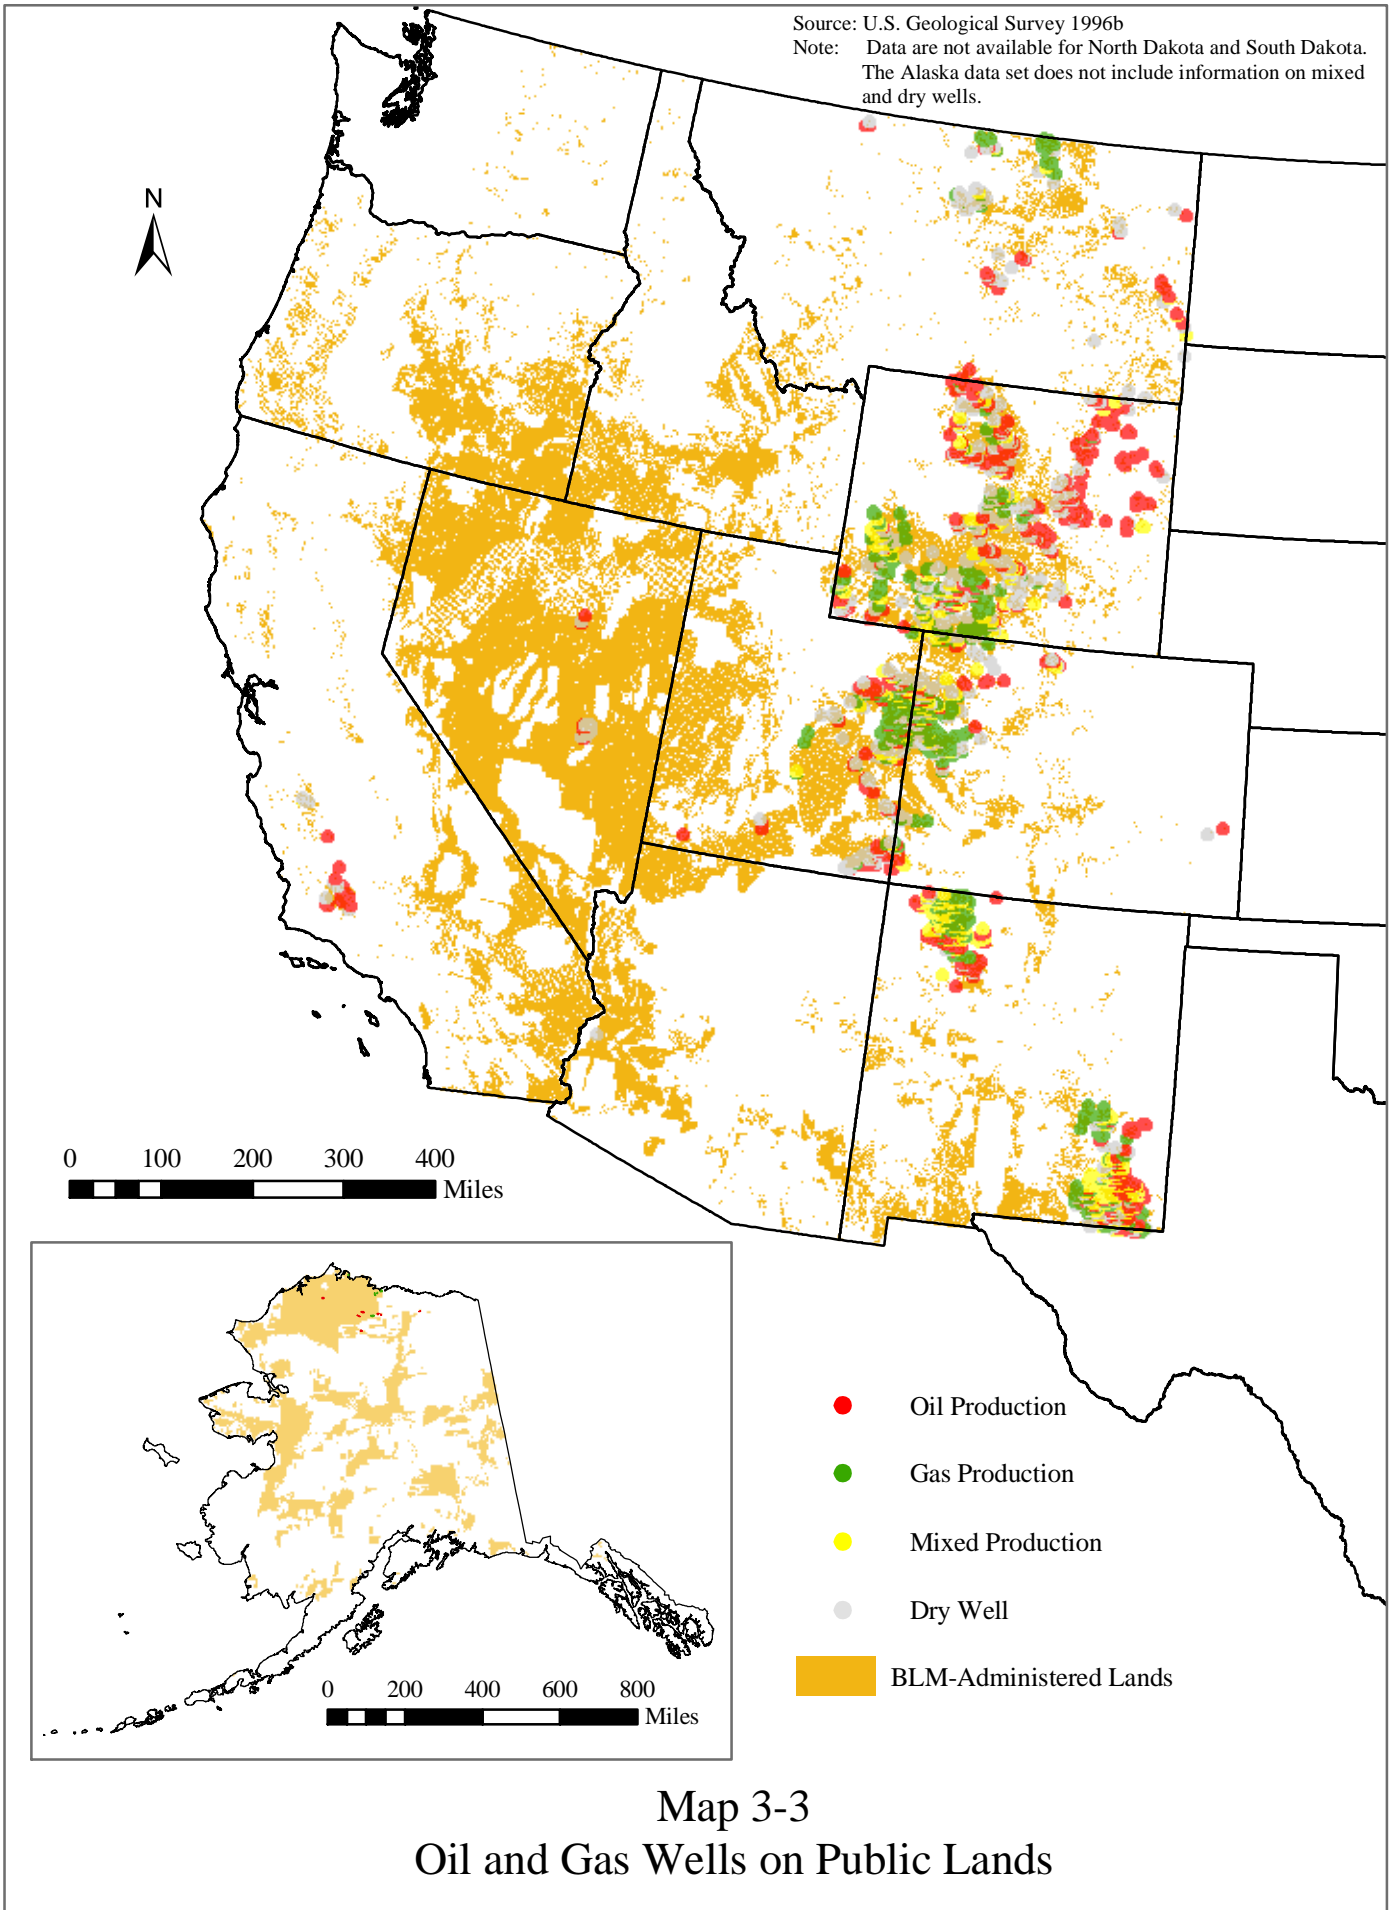 Source: U.S. Geological Survey 1996b
Note: Data are not available for North Dakota and South Dakota.
The Alaska data set does not include information on mixed
and dry wells.
N
0 100 200 300 400
Miles
Oil Production
Gas Production
Mixed Production
Dry Well
BLM-Administered Lands
0 200 400 600 800
Miles
Map 3-3
Oil and Gas Wells on Public Lands